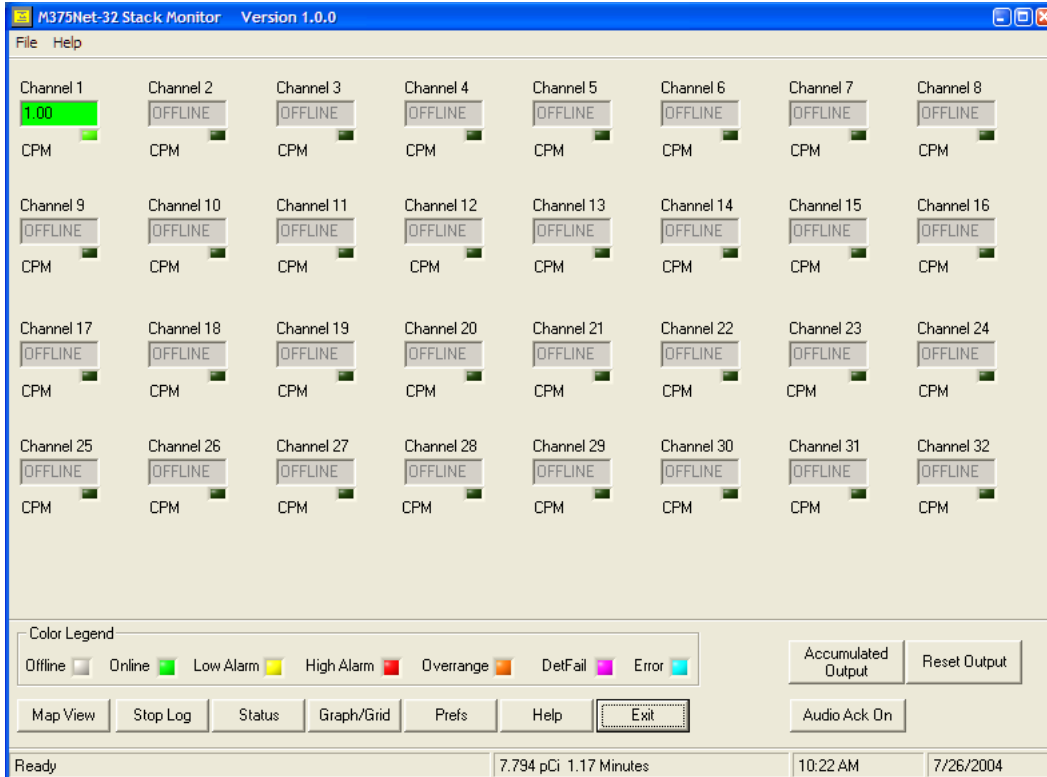 M375Net-32 Stack Monitor Version 1.0.0
File Help
Channel 1 Channel 2 Channel 3 Channel 4 Channel 5 Channel 6 Channel 7 Channel 8
1.00 OFFLINE OFFLINE OFFLINE OFFLINE OFFLINE OFFLINE OFFLINE
CPM CPM CPM CPM CPM CPM CPM CPM
Channel 9 Channel 10 Channel 11 Channel 12 Channel 13 Channel 14 Channel 15 Channel 16
OFFLINE OFFLINE OFFLINE OFFLINE OFFLINE OFFLINE OFFLINE OFFLINE
CPM CPM CPM CPM CPM CPM CPM CPM
Channel 17 Channel 18 Channel 19 Channel 20 Channel 21 Channel 22 Channel 23 Channel 24
OFFLINE OFFLINE OFFLINE OFFLINE OFFLINE OFFLINE OFFLINE OFFLINE
CPM CPM CPM CPM CPM CPM CPM CPM
Channel 25 Channel 26 Channel 27 Channel 28 Channel 29 Channel 30 Channel 31 Channel 32
OFFLINE OFFLINE OFFLINE OFFLINE OFFLINE OFFLINE OFFLINE OFFLINE
CPM CPM CPM CPM CPM CPM CPM CPM
Color Legend
Offline Online Low Alarm High Alarm Overrange DetFail Error
Accumulated
Output
Reset Output
Map View Stop Log Status Graph/Grid Prefs Help Exit Audio Ack On
Ready 7.794 pCi 1.17 Minutes 10:22 AM 7/26/2004